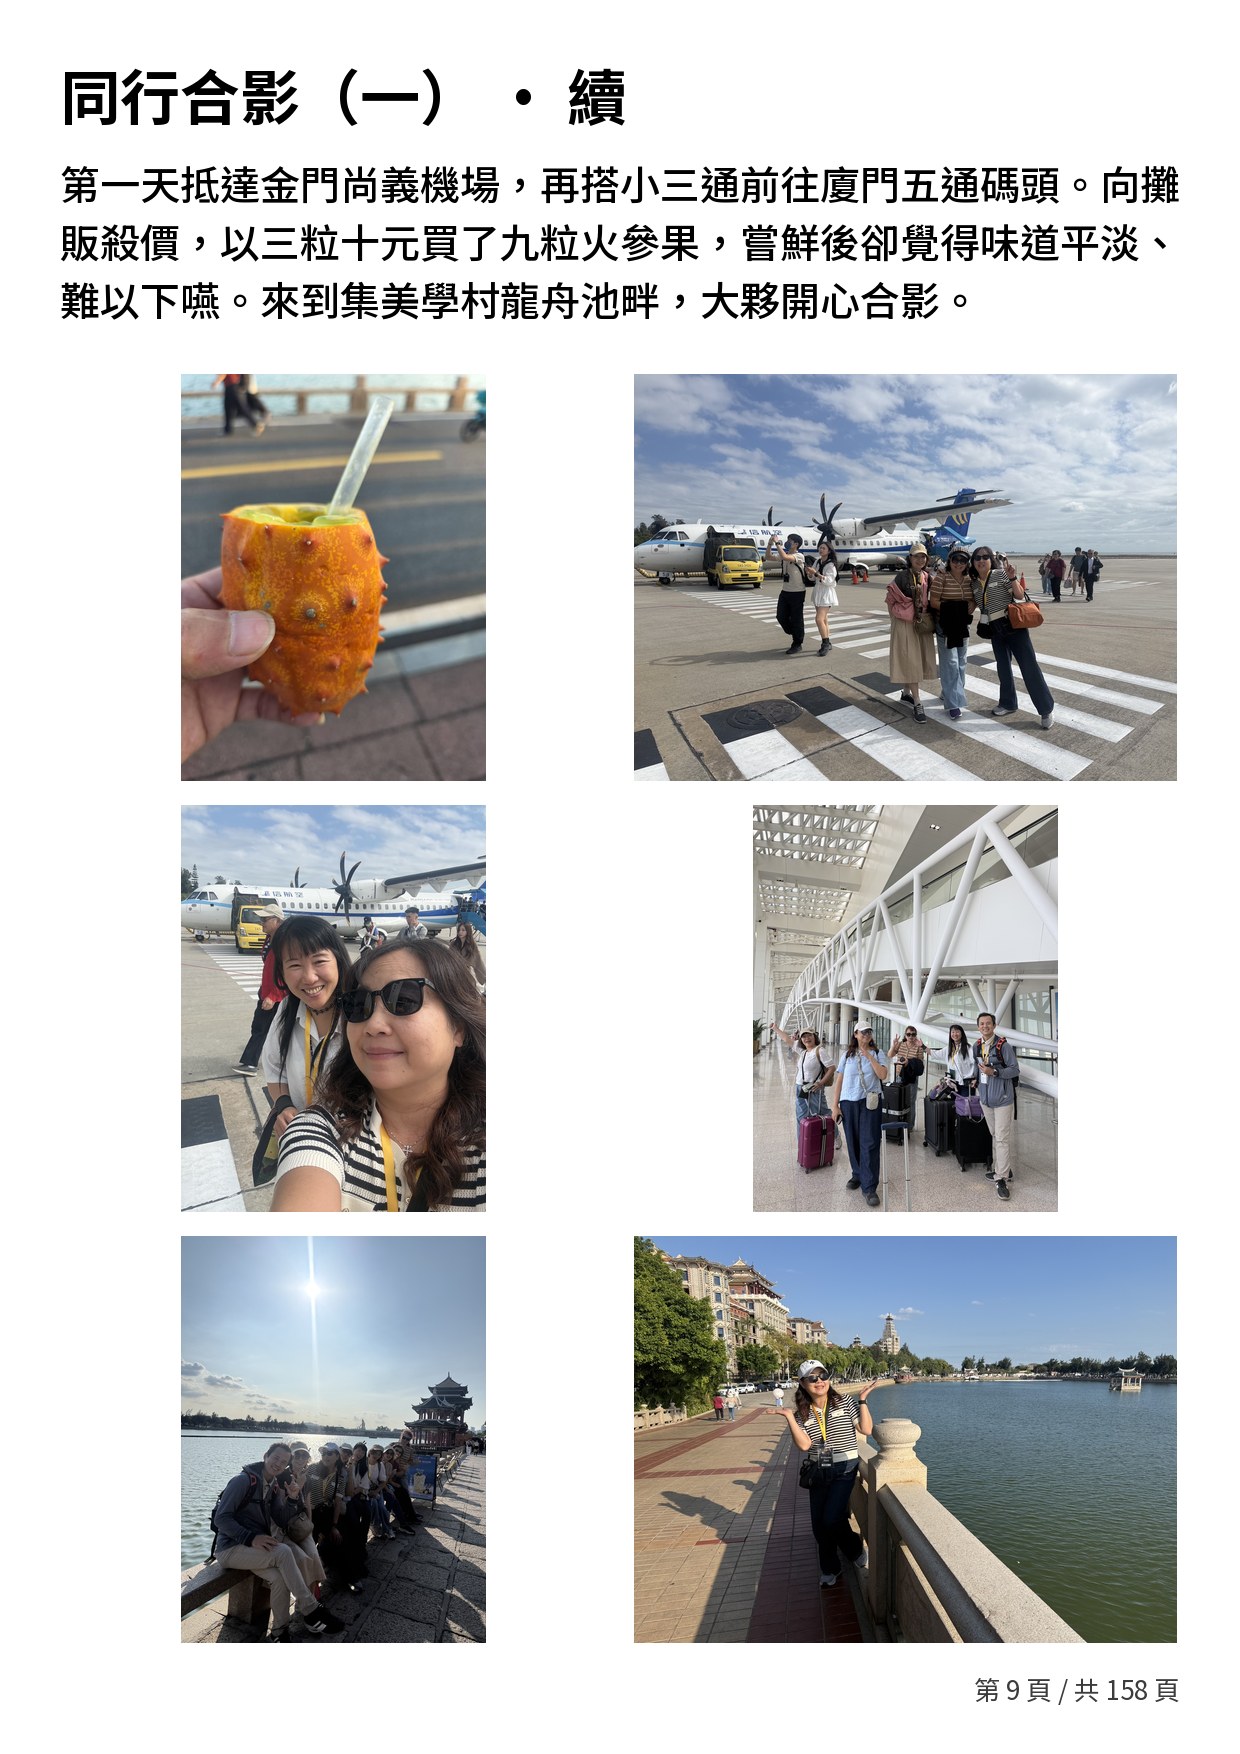 同行合影（一） · 續
第一天抵達金門尚義機場，再搭小三通前往廈門五通碼頭。向攤
販殺價，以三粒十元買了九粒火參果，嘗鮮後卻覺得味道平淡、
難以下嚥。來到集美學村龍舟池畔，大夥開心合影。
第 9 頁 / 共 158 頁